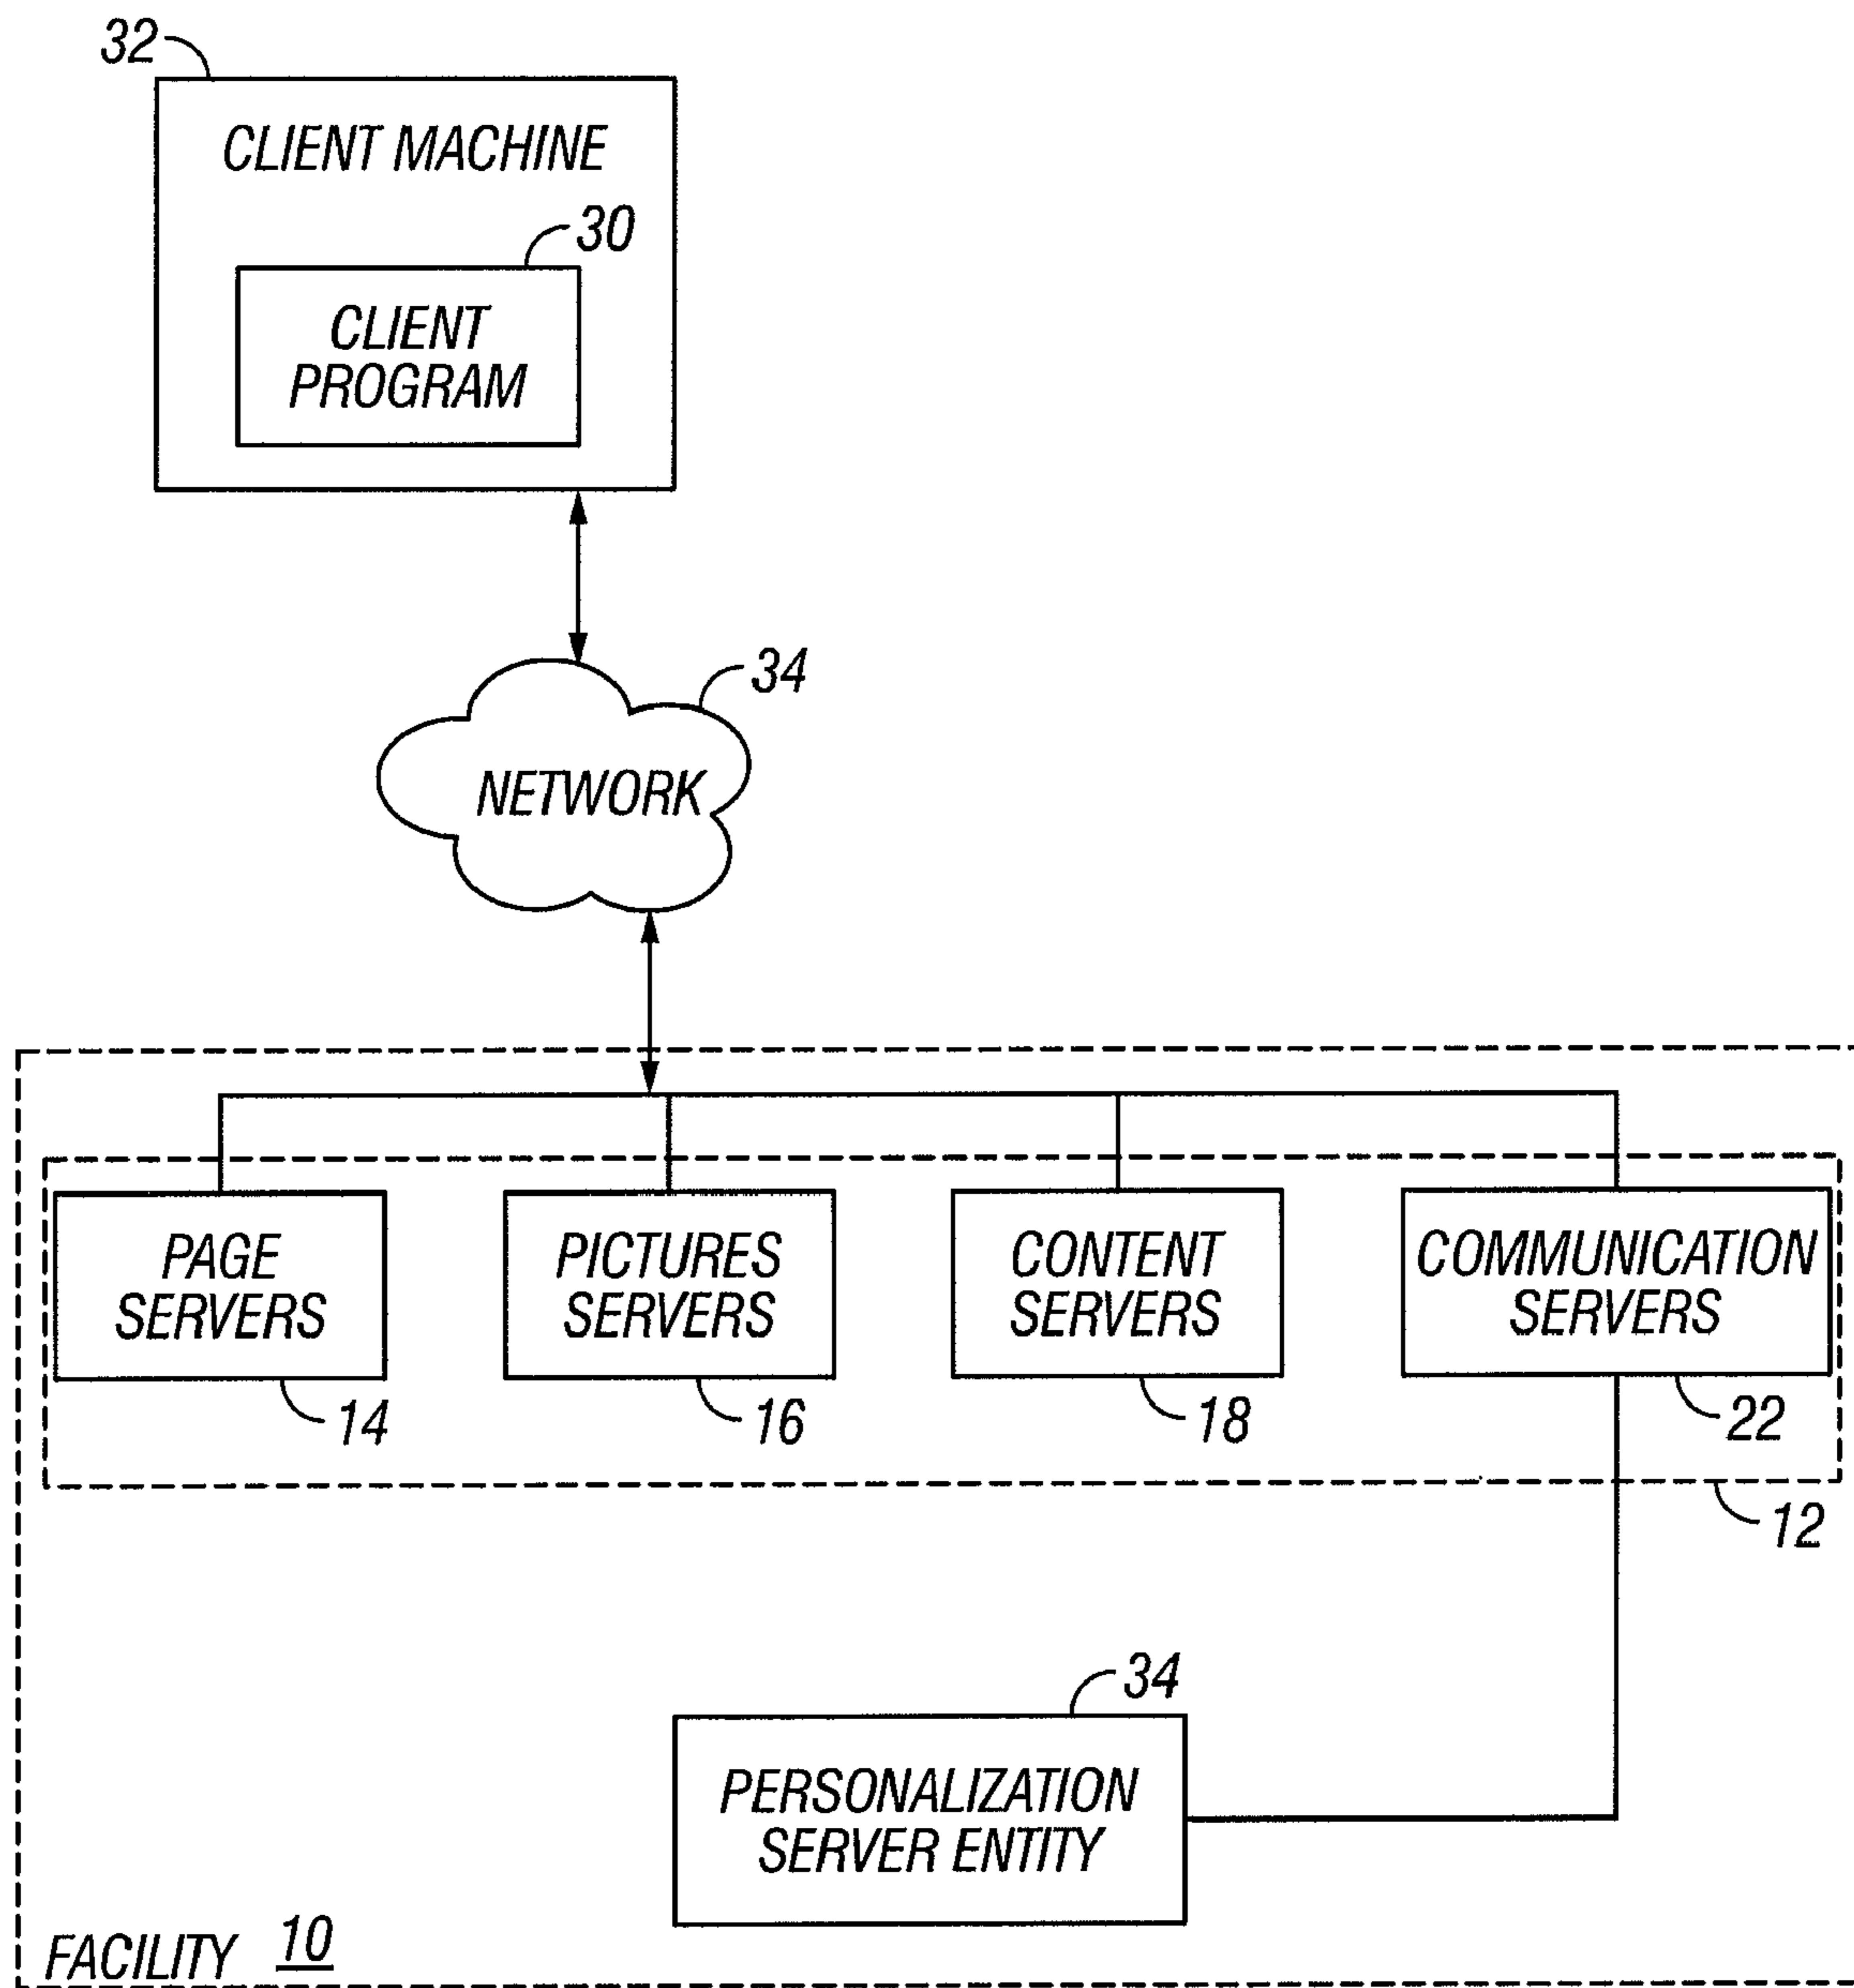 32
CLIENT MACHINE
30
CLIENT
PROGRAM
34
NETWORK
PAGE
SERVERS
PICTURES
SERVERS
CONTENT
SERVERS
COMMUNICATION
SERVERS
14
16
18
22
12
34
PERSONALIZATION
SERVER ENTITY
FACILITY 10